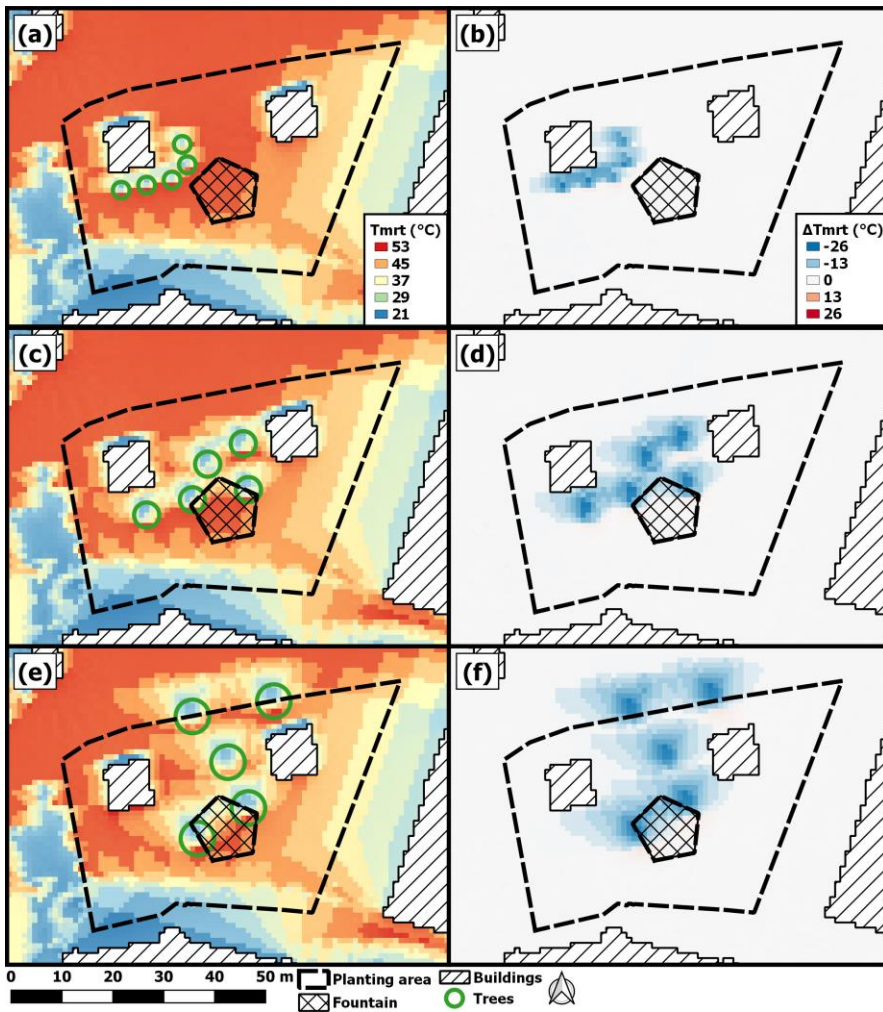 (a)
(b)
Tmrt (°C)
53
45
37
29
21
ΔTmrt (°C)
-26
-13
0
13
26
(c)
(d)
(e)
(f)
0 10 20 30 40 50 m
Planting area
Buildings
Fountain
Trees